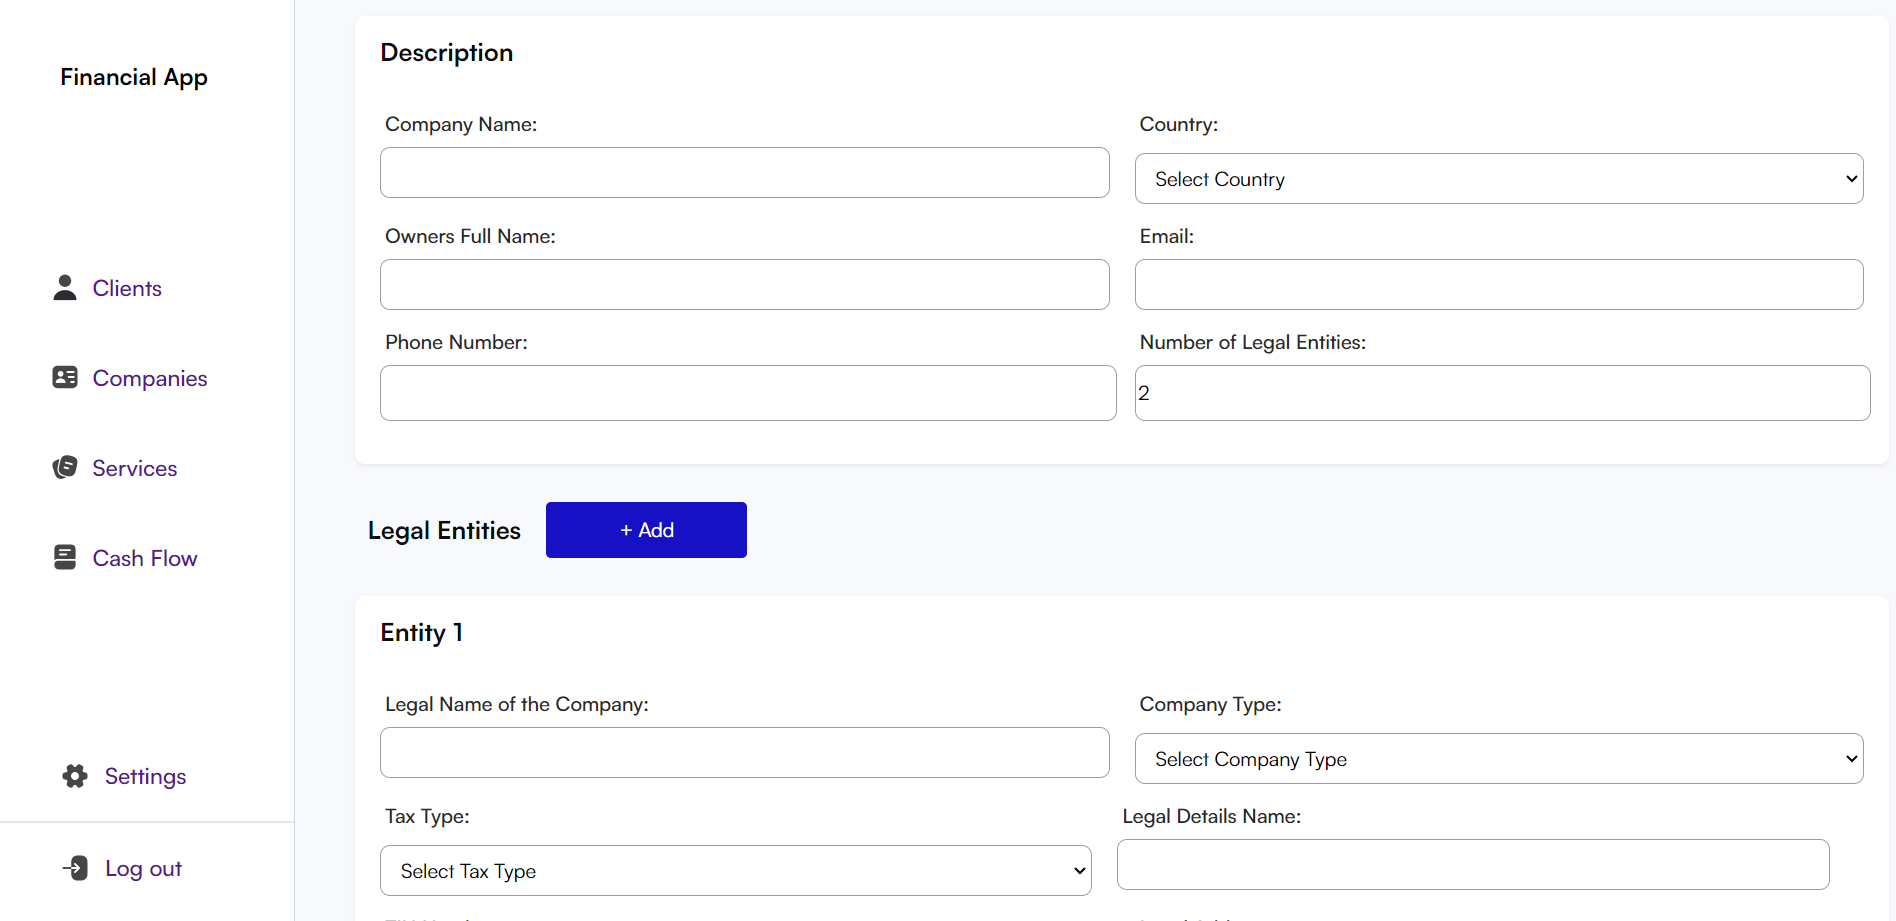 Financial App
Clients
Companies
Services
Cash Flow
Settings
Log out
Description
Company Name:
Country:
Select Country
Owners Full Name:
Email:
Phone Number:
Number of Legal Entities:
2
Legal Entities
+ Add
Entity 1
Legal Name of the Company:
Company Type:
Select Company Type
Tax Type:
Legal Details Name:
Select Tax Type